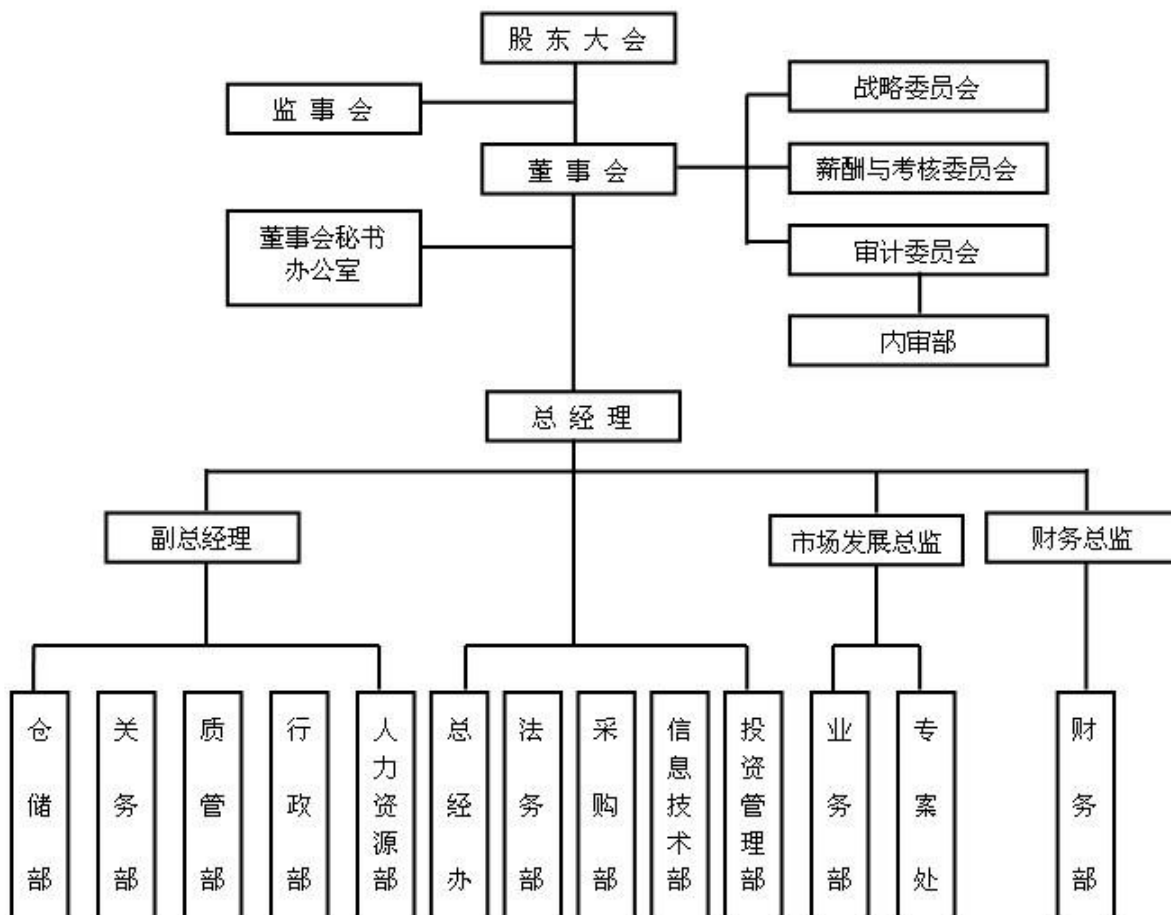 股东大会
监事会
战略委员会
董事会
薪酬与考核委员会
董事会秘书
办公室
审计委员会
内审部
总经理
副总经理
市场发展总监
财务总监
仓储部
关务部
质管部
行政部
人力资源部
总经办
法务部
采购部
信息技术部
投资管理部
业务部
专案处
财务部